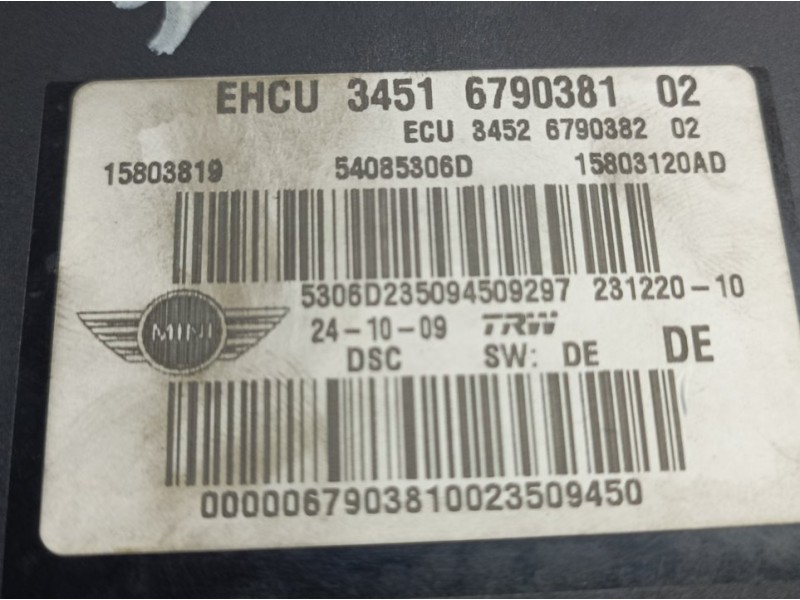 EHCU 3451 6790381 02
ECU 3452 6790382 02
15803819 54085306D 15803120AD
5306D235094509297 231220-10
MINI 24-10-09 TRW
DSC SW: DE DE
0000067903810023509450